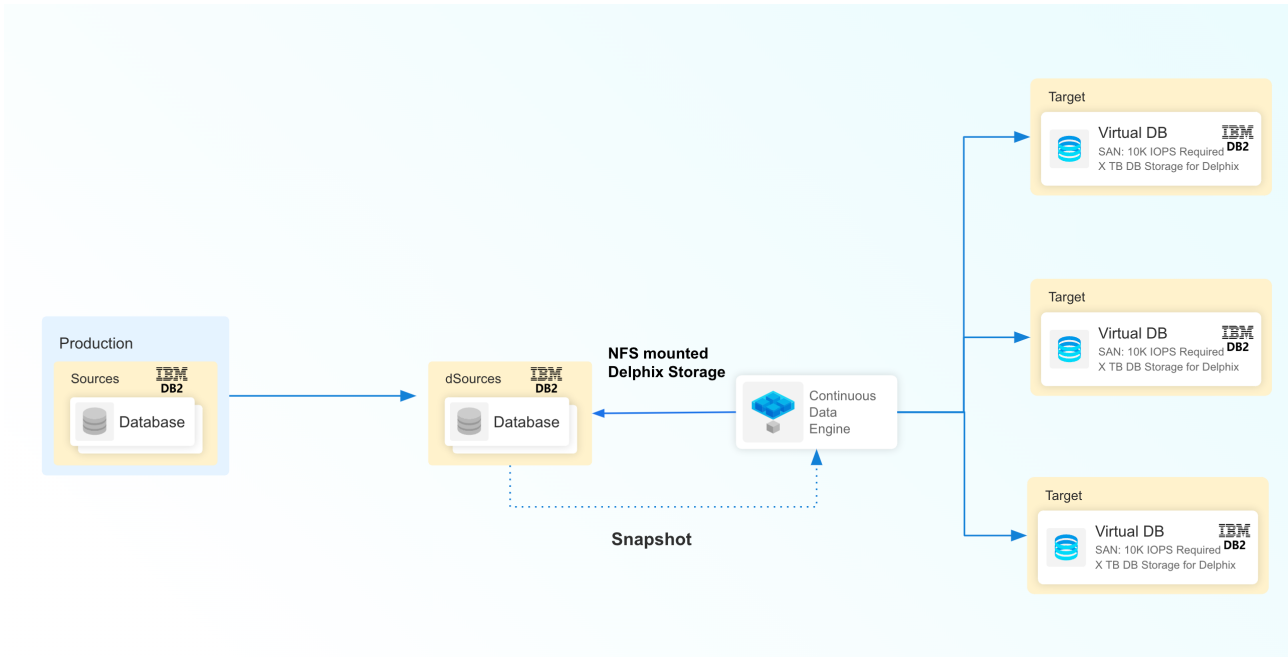 Production
Sources
IBM
DB2
Database
dSources
IBM
DB2
Database
NFS mounted
Delphix Storage
Continuous
Data
Engine
Snapshot
Target
Virtual DB
IBM
DB2
SAN: 10K IOPS Required
X TB DB Storage for Delphix
Target
Virtual DB
IBM
DB2
SAN: 10K IOPS Required
X TB DB Storage for Delphix
Target
Virtual DB
IBM
DB2
SAN: 10K IOPS Required
X TB DB Storage for Delphix